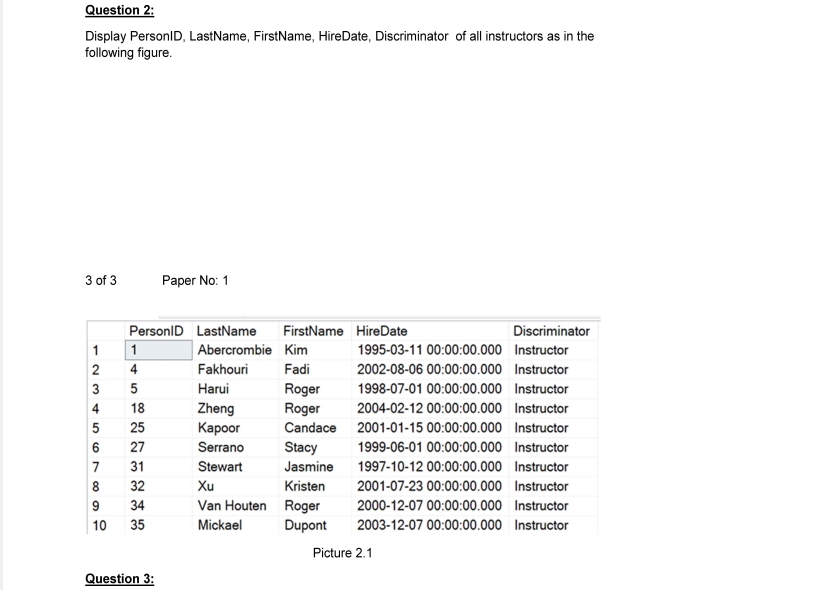 Question 2:
Display PersonID, LastName, FirstName, HireDate, Discriminator of all instructors as in the
following figure.
3 of 3 Paper No: 1
PersonID LastName FirstName HireDate Discriminator
1 1 Abercrombie Kim 1995-03-11 00:00:00.000 Instructor
2 4 Fakhouri Fadi 2002-08-06 00:00:00.000 Instructor
3 5 Harui Roger 1998-07-01 00:00:00.000 Instructor
4 18 Zheng Roger 2004-02-12 00:00:00.000 Instructor
5 25 Kapoor Candace 2001-01-15 00:00:00.000 Instructor
6 27 Serrano Stacy 1999-06-01 00:00:00.000 Instructor
7 31 Stewart Jasmine 1997-10-12 00:00:00.000 Instructor
8 32 Xu Kristen 2001-07-23 00:00:00.000 Instructor
9 34 Van Houten Roger 2000-12-07 00:00:00.000 Instructor
10 35 Mickael Dupont 2003-12-07 00:00:00.000 Instructor
Picture 2.1
Question 3: